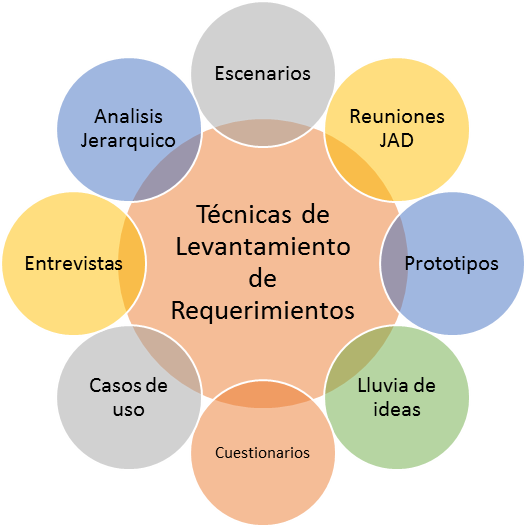 Escenarios
Reuniones
JAD
Prototipos
Lluvia de
ideas
Cuestionarios
Casos de
uso
Entrevistas
Analisis
Jerarquico
Técnicas de
Levantamiento
de
Requerimientos